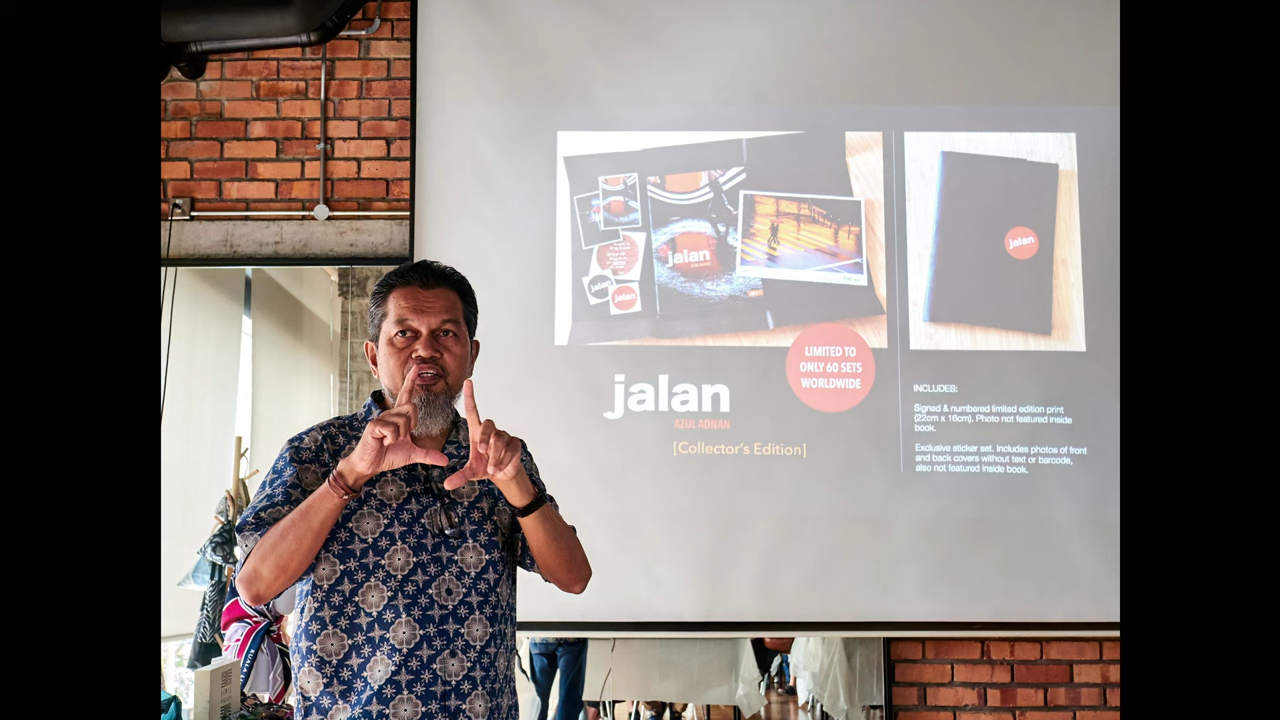 jalan
jalan
jalan
jalan
LIMITED TO
ONLY 60 SETS
WORLDWIDE
jalan
AZUL ADNAN
[Collector's Edition]
INCLUDES:
Signed & numbered limited edition print
(22cm x 16cm). Photo not featured inside
book.
Exclusive sticker set. Includes photos of front
and back covers without text or barcode,
also not featured inside book.
KUALA